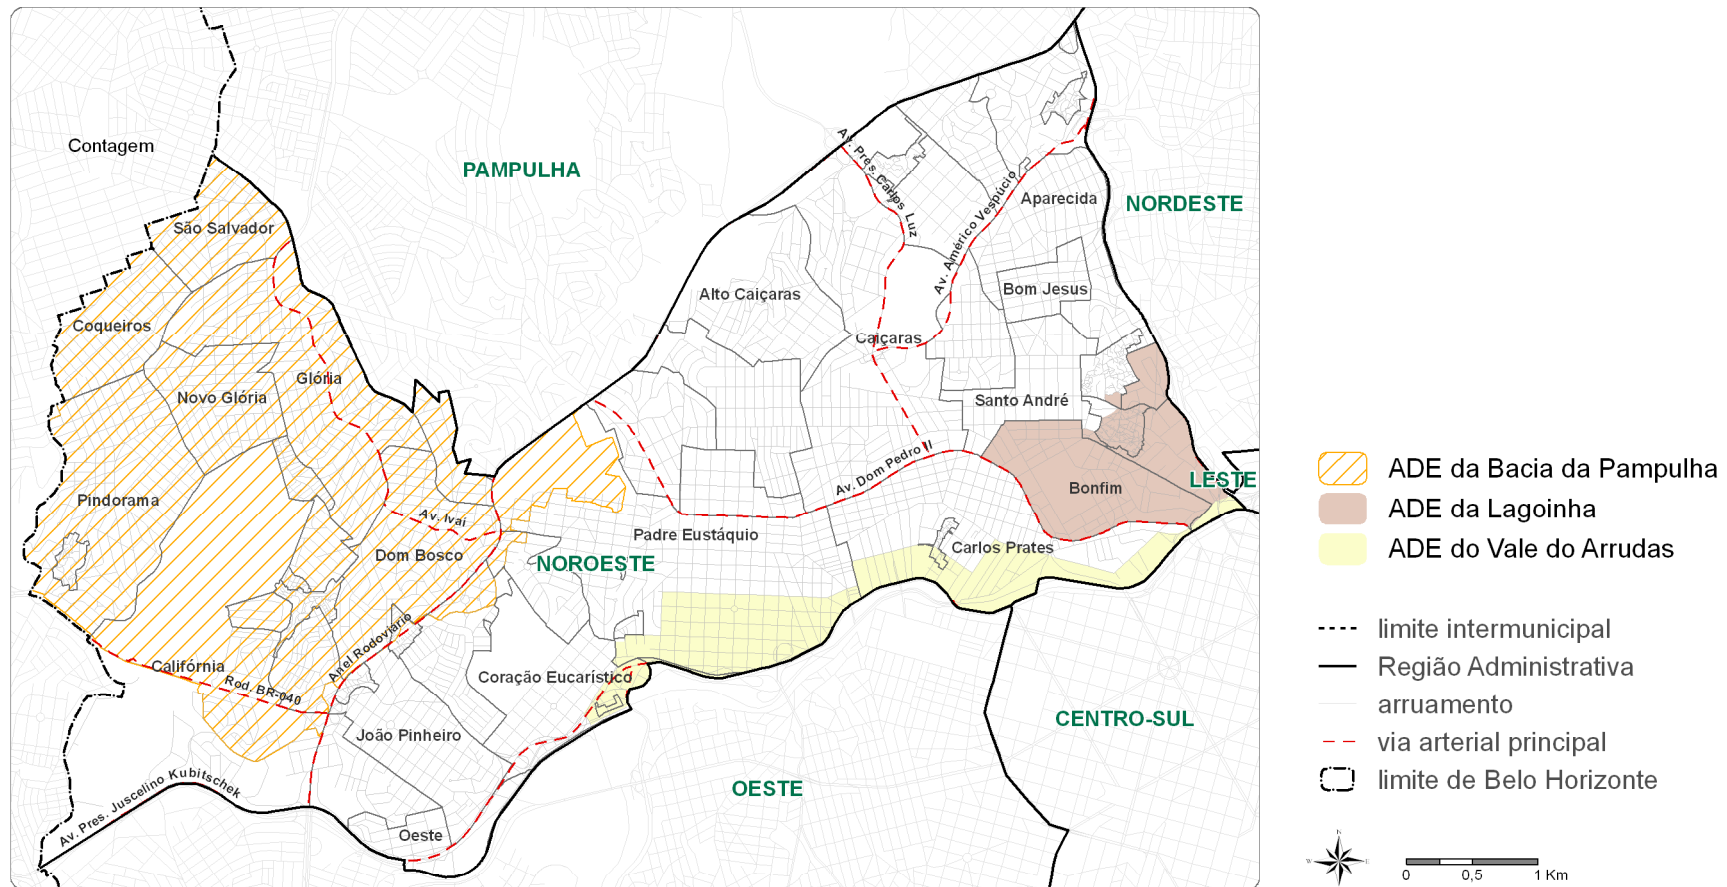 Contagem
PAMPULHA
NORDESTE
São Salvador
Coqueiros
Novo Glória
Glória
Pindorama
Av. Ivaí
Dom Bosco
Califórnia
Rod. BR-040
Anel Rodoviário
Av. Pres. Juscelino Kubitschek
Av. Pres. Carlos Luz
Av. Américo Vespúcio
Aparecida
Alto Caiçaras
Bom Jesus
Caiçaras
Santo André
Av. Dom Pedro II
Bonfim
LESTE
Padre Eustáquio
Carlos Prates
NOROESTE
Coração Eucarístico
João Pinheiro
Oeste
OESTE
CENTRO-SUL
ADE da Bacia da Pampulha
ADE da Lagoinha
ADE do Vale do Arrudas
limite intermunicipal
Região Administrativa
arruamento
via arterial principal
limite de Belo Horizonte
N
W
E
S
0
0,5
1 Km